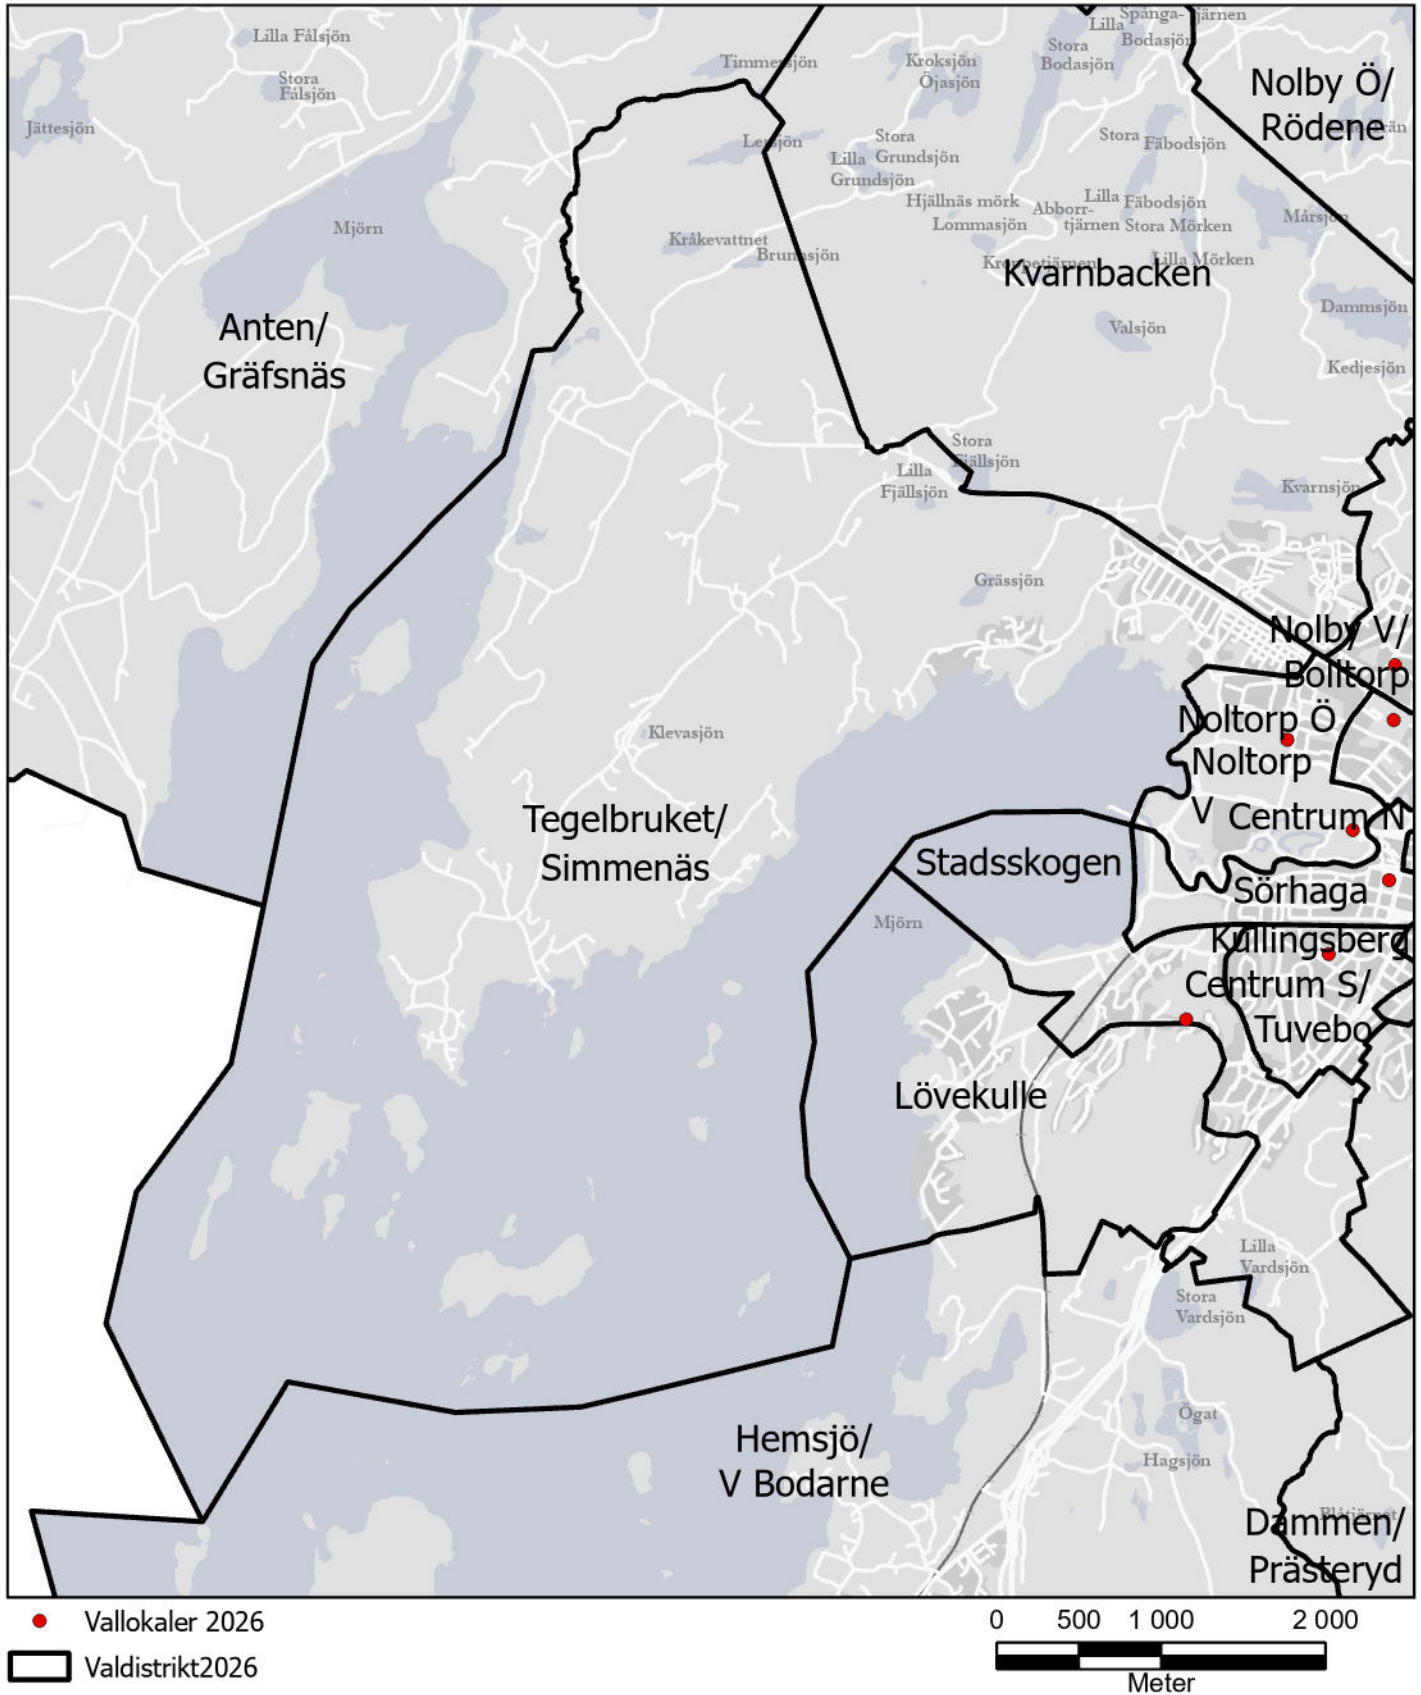 Lilla Fålsjön
Stora
Fålsjön
Jättesjön
Mjörn
Timmersjön
Kroksjön
Öjasjön
Lilla
Stora
Bodasjön
Bodasjön
Nolby Ö/
Rödene
Stora
Lilla Grundsjön
Grundsjön
Stora Fäbodsjön
Hjällnäs mörk
Lommasjön
Abborr-
tjärnen
Lilla Fäbodsjön
Stora Mörken
Lilla Mörken
Mårsjön
Kråkevattnet
Kvarnbacken
Anten/
Gräfsnäs
Valsjön
Dammsjön
Kedjesjön
Stora
Fjällsjön
Lilla
Fjällsjön
Kvarnsjön
Grässjön
Nolby V/
Bolltorp
Noltorp Ö
Noltorp
V
Centrum N
Klevasjön
Tegelbruket/
Simmenäs
Stadsskogen
Sörhaga
Mjörn
Kullingsberg
Centrum S/
Tuvebo
Lövekulle
Lilla
Vardsjön
Stora
Vardsjön
Ögat
Hagsjön
Hemsjö/
V Bodarne
Dammen/
Prästeryd
Vallokaler 2026
Valdistrikt2026
0 500 1 000 2 000
Meter